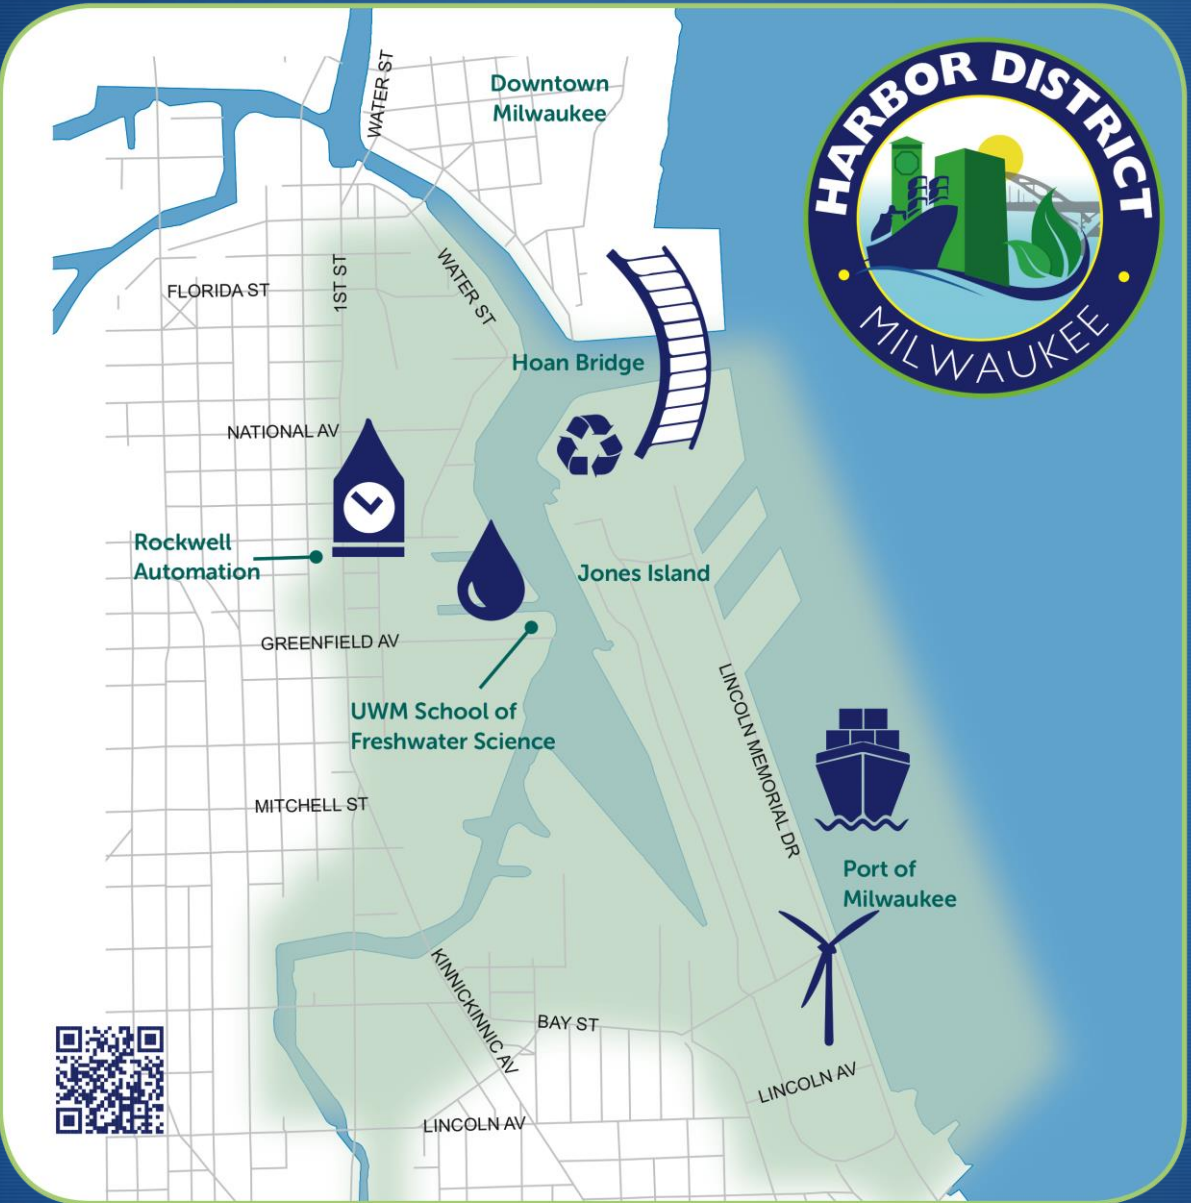 WATER ST
Downtown
Milwaukee
HARBOR DISTRICT
MILWAUKEE
FLORIDA ST
1ST ST
WATER ST
Hoan Bridge
NATIONAL AV
Rockwell
Automation
Jones Island
GREENFIELD AV
UWM School of
Freshwater Science
LINCOLN MEMORIAL DR
MITCHELL ST
Port of
Milwaukee
KINNICKINNIC AV
BAY ST
LINCOLN AV
LINCOLN AV